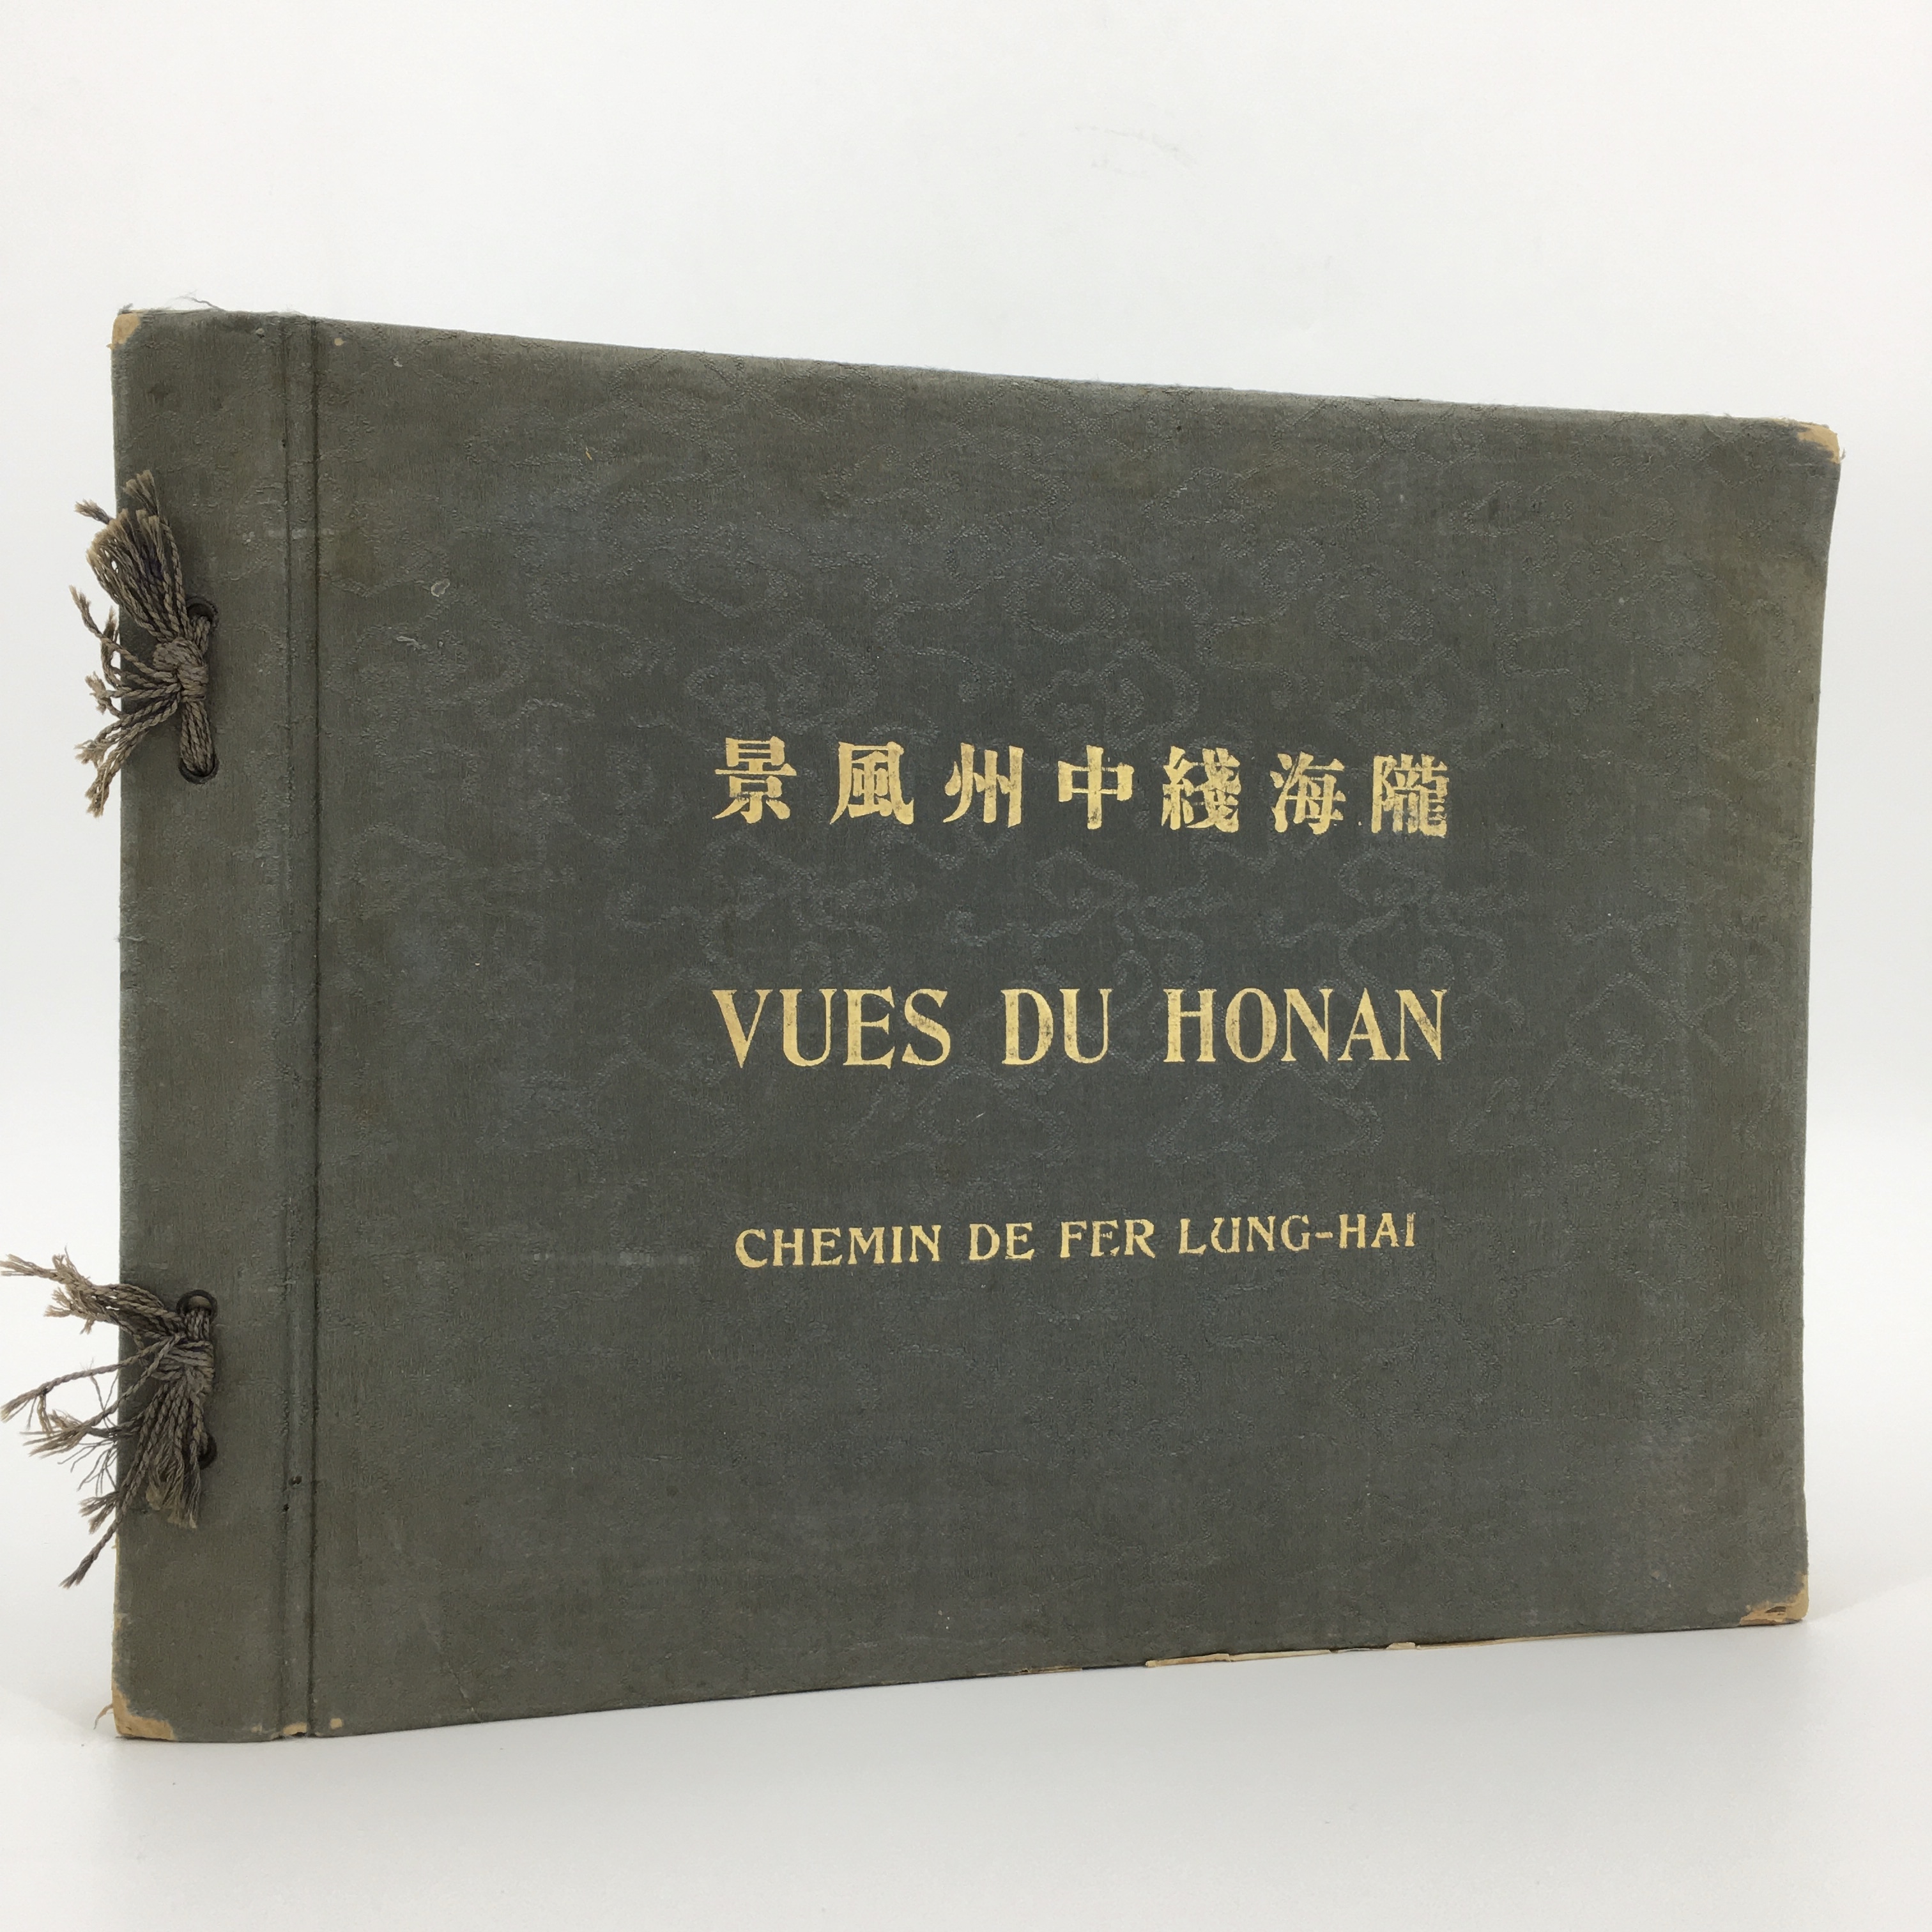 隴海綫中州風景
VUES DU HONAN
CHEMIN DE FER LUNG-HAI